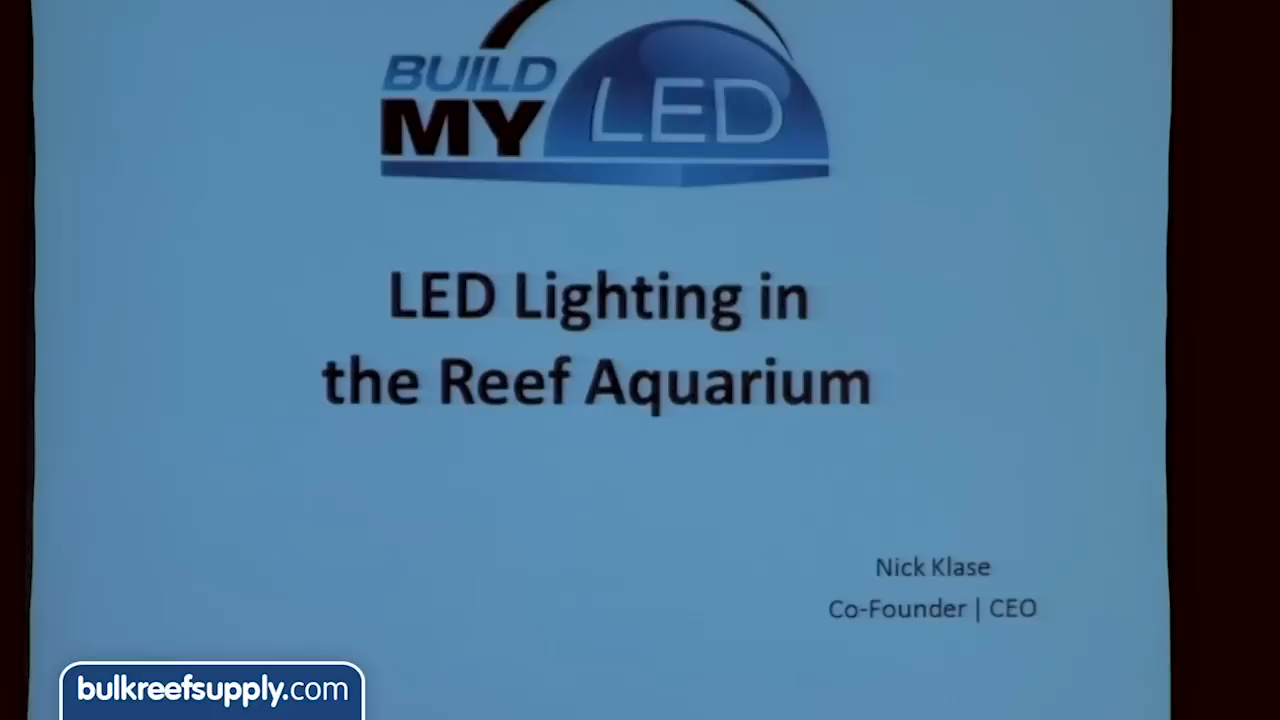 BUILD
MY LED
LED Lighting in
the Reef Aquarium
Nick Klase
Co-Founder | CEO
bulkreefsupply.com